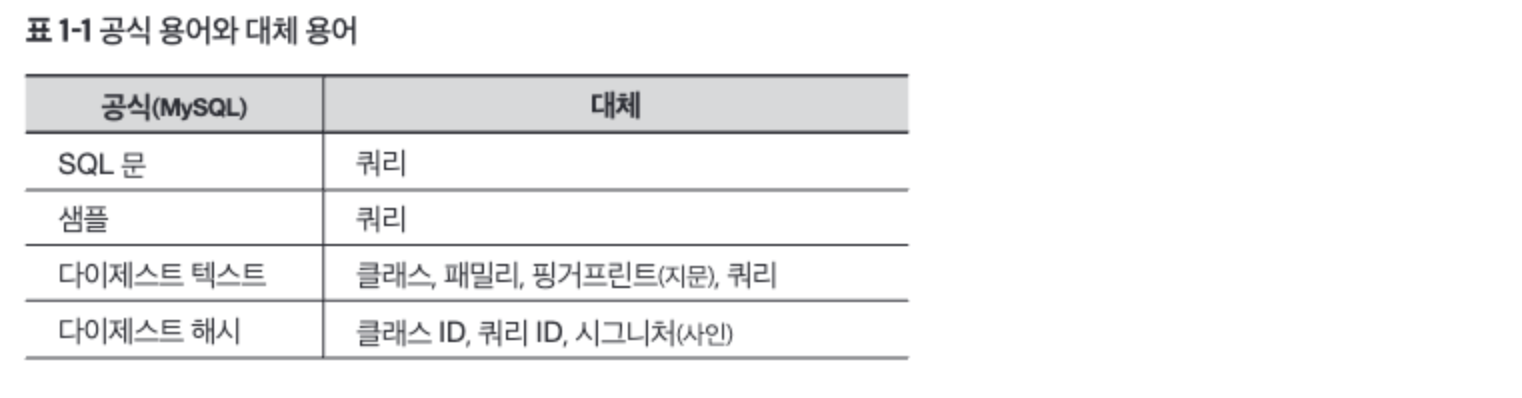 표 1-1 공식 용어와 대체 용어
공식(MySQL) 대체
SQL 문 쿼리
샘플 쿼리
다이제스트 텍스트 클래스, 패밀리, 핑거프린트(지문), 쿼리
다이제스트 해시 클래스 ID, 쿼리 ID, 시그니처(사인)